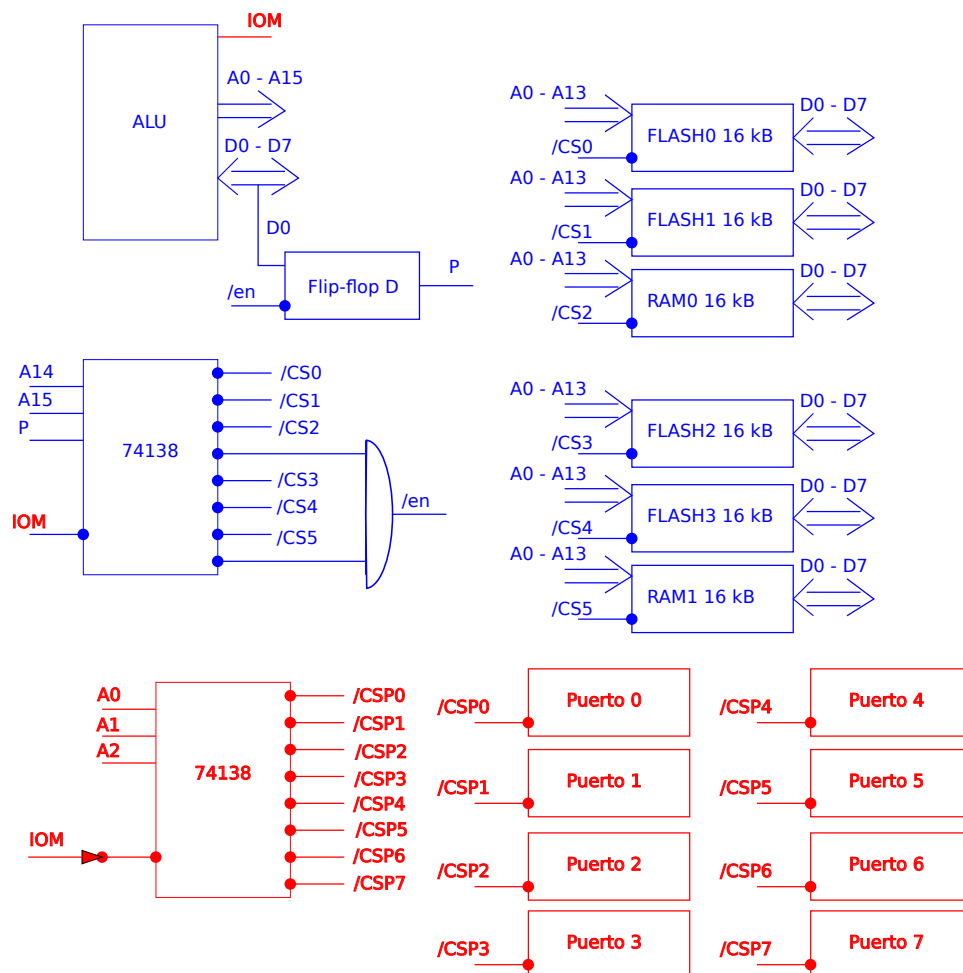 IOM
A0 - A15
ALU
D0 - D7
D0
Flip-flop D
P
/en
A0 - A13
D0 - D7
FLASH0 16 kB
/CS0
A0 - A13
D0 - D7
FLASH1 16 kB
/CS1
A0 - A13
D0 - D7
RAM0 16 kB
/CS2
A14
A15
P
IOM
74138
/CS0
/CS1
/CS2
/CS3
/CS4
/CS5
/en
A0 - A13
D0 - D7
FLASH2 16 kB
/CS3
A0 - A13
D0 - D7
FLASH3 16 kB
/CS4
A0 - A13
D0 - D7
RAM1 16 kB
/CS5
A0
A1
A2
IOM
74138
/CSP0
/CSP1
/CSP2
/CSP3
/CSP4
/CSP5
/CSP6
/CSP7
/CSP0
Puerto 0
/CSP1
Puerto 1
/CSP2
Puerto 2
/CSP3
Puerto 3
/CSP4
Puerto 4
/CSP5
Puerto 5
/CSP6
Puerto 6
/CSP7
Puerto 7